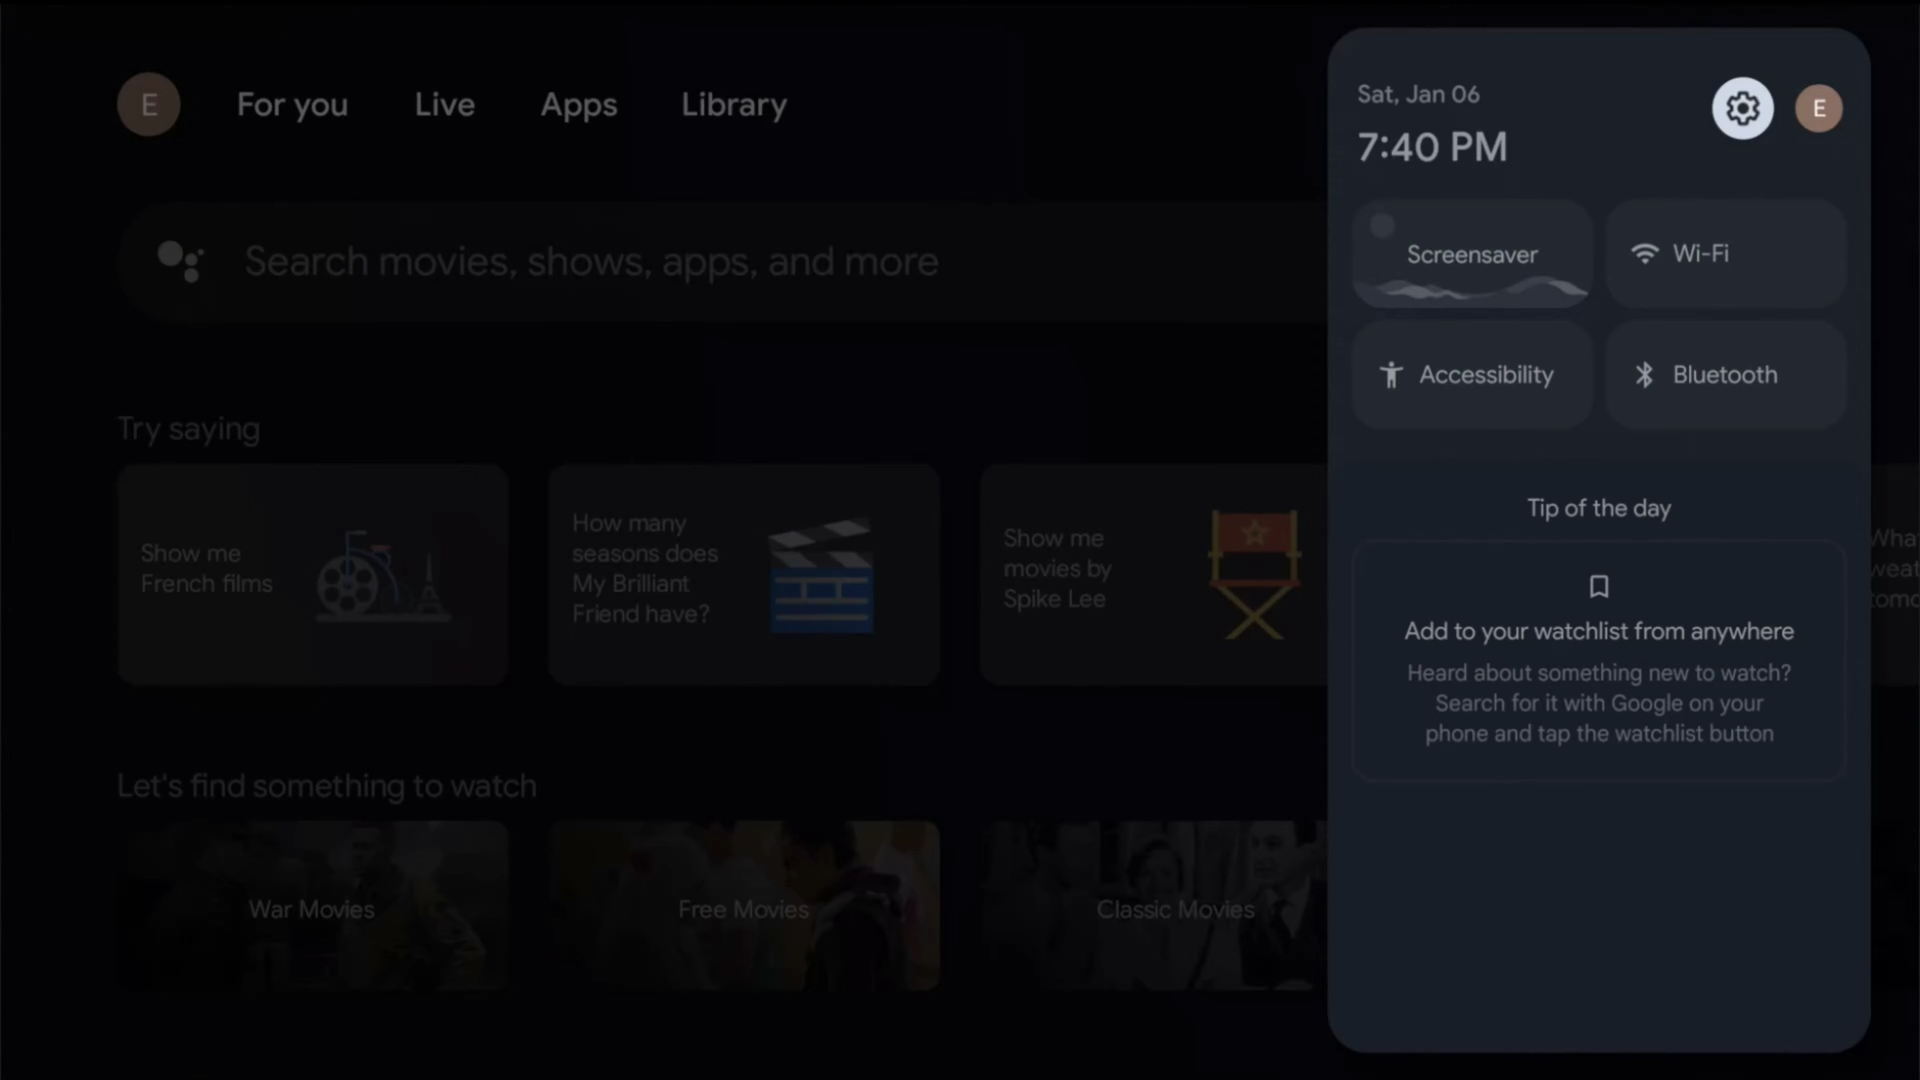 E
For you
Live
Apps
Library
Search movies, shows, apps, and more
Try saying
Show me
French films
How many
seasons does
My Brilliant
Friend have?
Show me
movies by
Spike Lee
Let's find something to watch
War Movies
Free Movies
Classic Movies
Sat, Jan 06
7:40 PM
E
Screensaver
Wi-Fi
Accessibility
Bluetooth
Tip of the day
Add to your watchlist from anywhere
Heard about something new to watch?
Search for it with Google on your
phone and tap the watchlist button